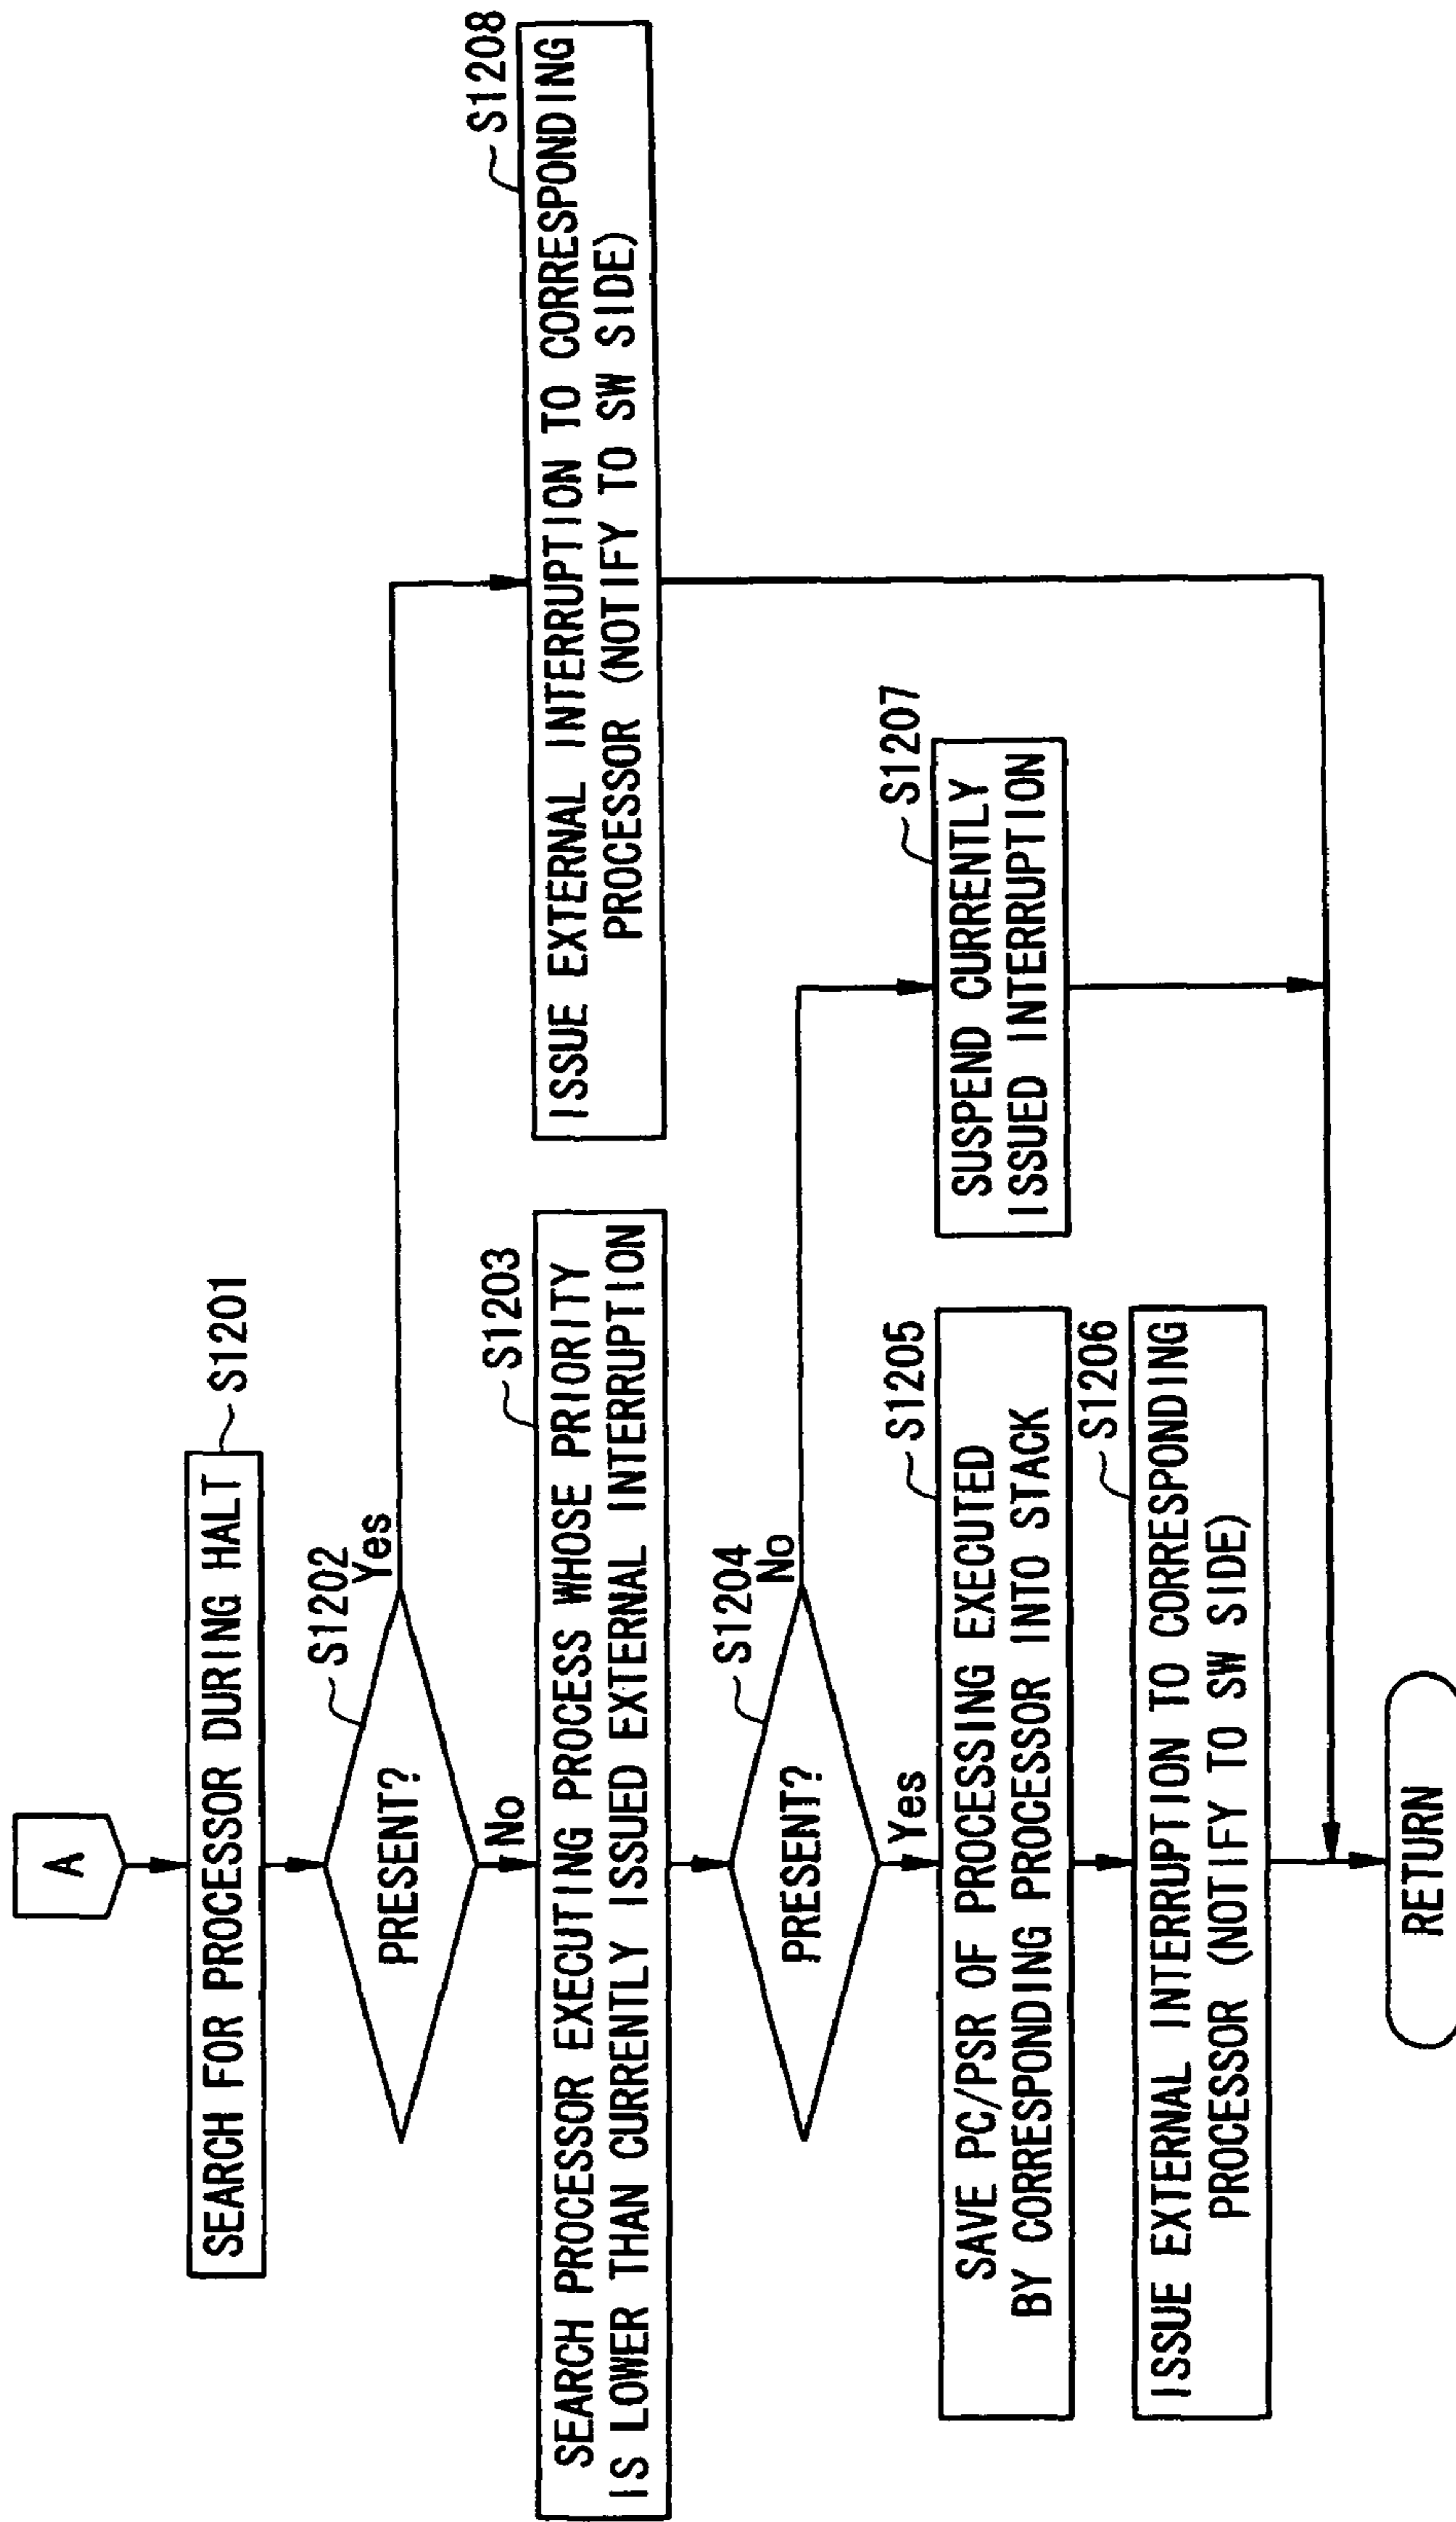 A
SEARCH FOR PROCESSOR DURING HALT
S1201
S1202
PRESENT?
Yes
No
S1203
SEARCH PROCESSOR EXECUTING PROCESS WHOSE PRIORITY
IS LOWER THAN CURRENTLY ISSUED EXTERNAL INTERRUPTION
S1208
ISSUE EXTERNAL INTERRUPTION TO CORRESPONDING
PROCESSOR (NOTIFY TO SW SIDE)
S1204
PRESENT?
No
Yes
S1205
SAVE PC/PSR OF PROCESSING EXECUTED
BY CORRESPONDING PROCESSOR INTO STACK
S1207
SUSPEND CURRENTLY
ISSUED INTERRUPTION
S1206
ISSUE EXTERNAL INTERRUPTION TO CORRESPONDING
PROCESSOR (NOTIFY TO SW SIDE)
RETURN